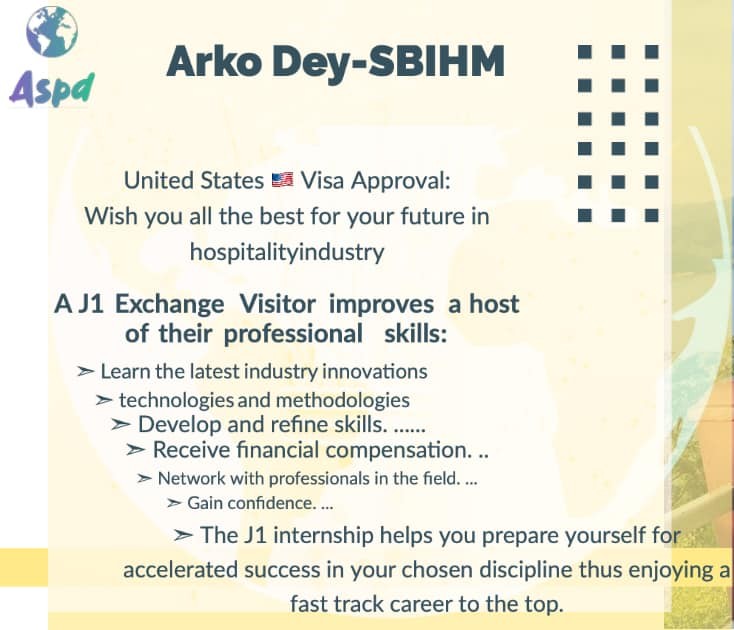 Aspd
Arko Dey-SBIHM
United States 🇺🇸 Visa Approval:
Wish you all the best for your future in
hospitalityindustry
A J1 Exchange Visitor improves a host
of their professional skills:
➣ Learn the latest industry innovations
➣ technologies and methodologies
➣ Develop and refine skills. ......
➣ Receive financial compensation. ..
➣ Network with professionals in the field. ...
➣ Gain confidence. ...
➣ The J1 internship helps you prepare yourself for
accelerated success in your chosen discipline thus enjoying a
fast track career to the top.